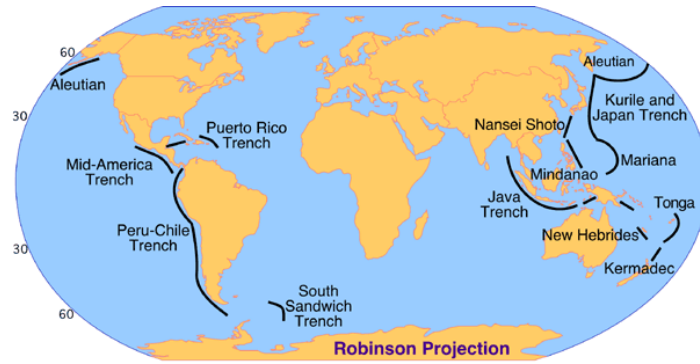 60
Aleutian
Aleutian
30
Kurile and
Japan Trench
Puerto Rico
Trench
Nansei Shoto
Mid-America
Trench
Mariana
Mindanao
Java
Trench
Tonga
Peru-Chile
Trench
New Hebrides
30
Kermadec
South
Sandwich
Trench
60
Robinson Projection